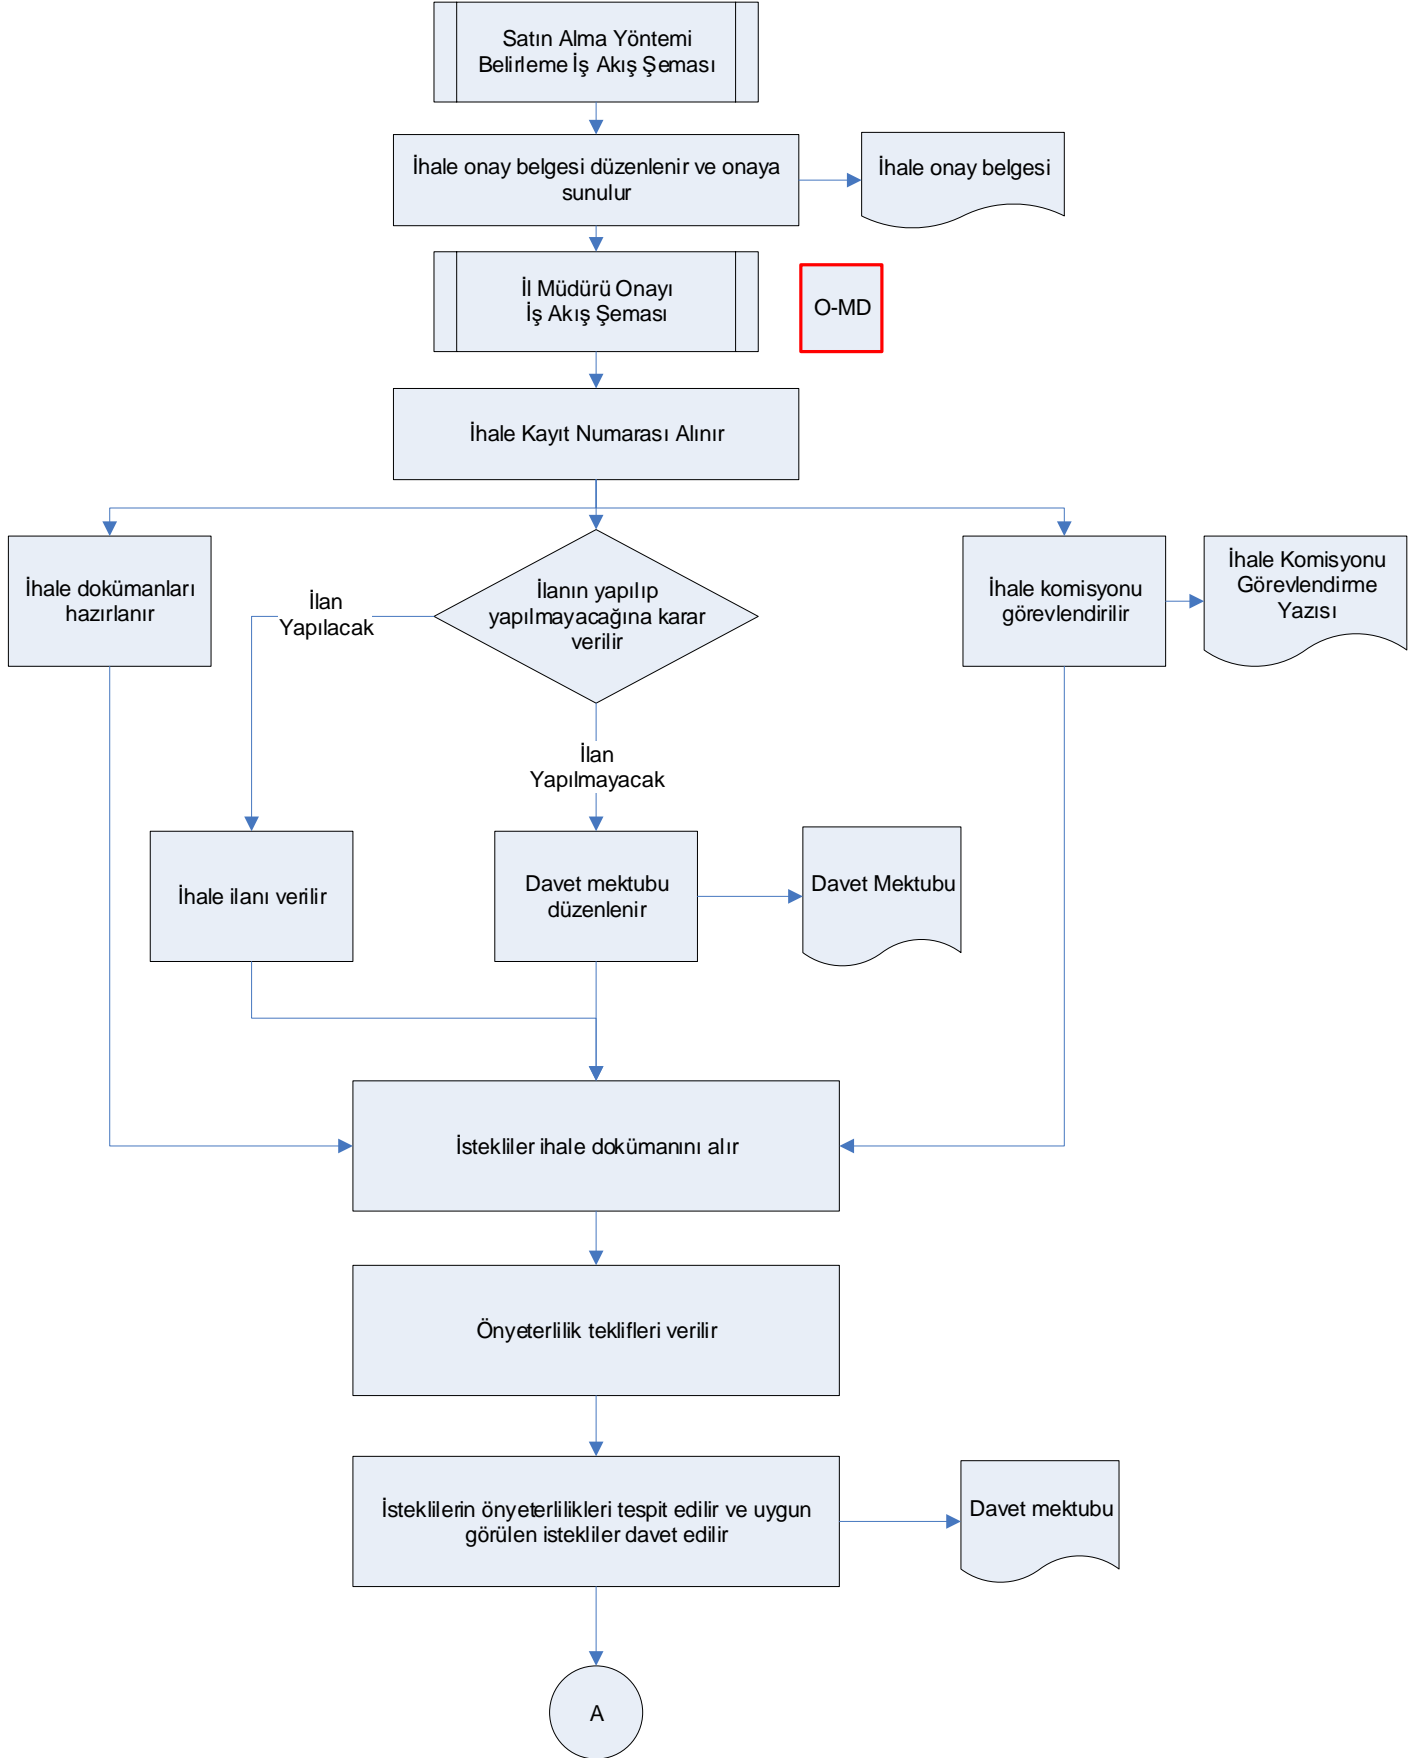 Satın Alma Yöntemi
Belirleme İş Akış Şeması
İhale onay belgesi düzenlenir ve onaya
sunulur
İhale onay belgesi
İl Müdürü Onayı
İş Akış Şeması
O-MD
İhale Kayıt Numarası Alınır
İhale dokümanları
hazırlanır
İlan
Yapılacak
İlanın yapılıp
yapılmayacağına karar
verilir
İhale komisyonu
görevlendirilir
İhale Komisyonu
Görevlendirme
Yazısı
İlan
Yapılmayacak
İhale ilanı verilir
Davet mektubu
düzenlenir
Davet Mektubu
İstekliler ihale dokümanını alır
Önyeterlilik teklifleri verilir
İsteklilerin önyeterlilikleri tespit edilir ve uygun
görülen istekliler davet edilir
Davet mektubu
A